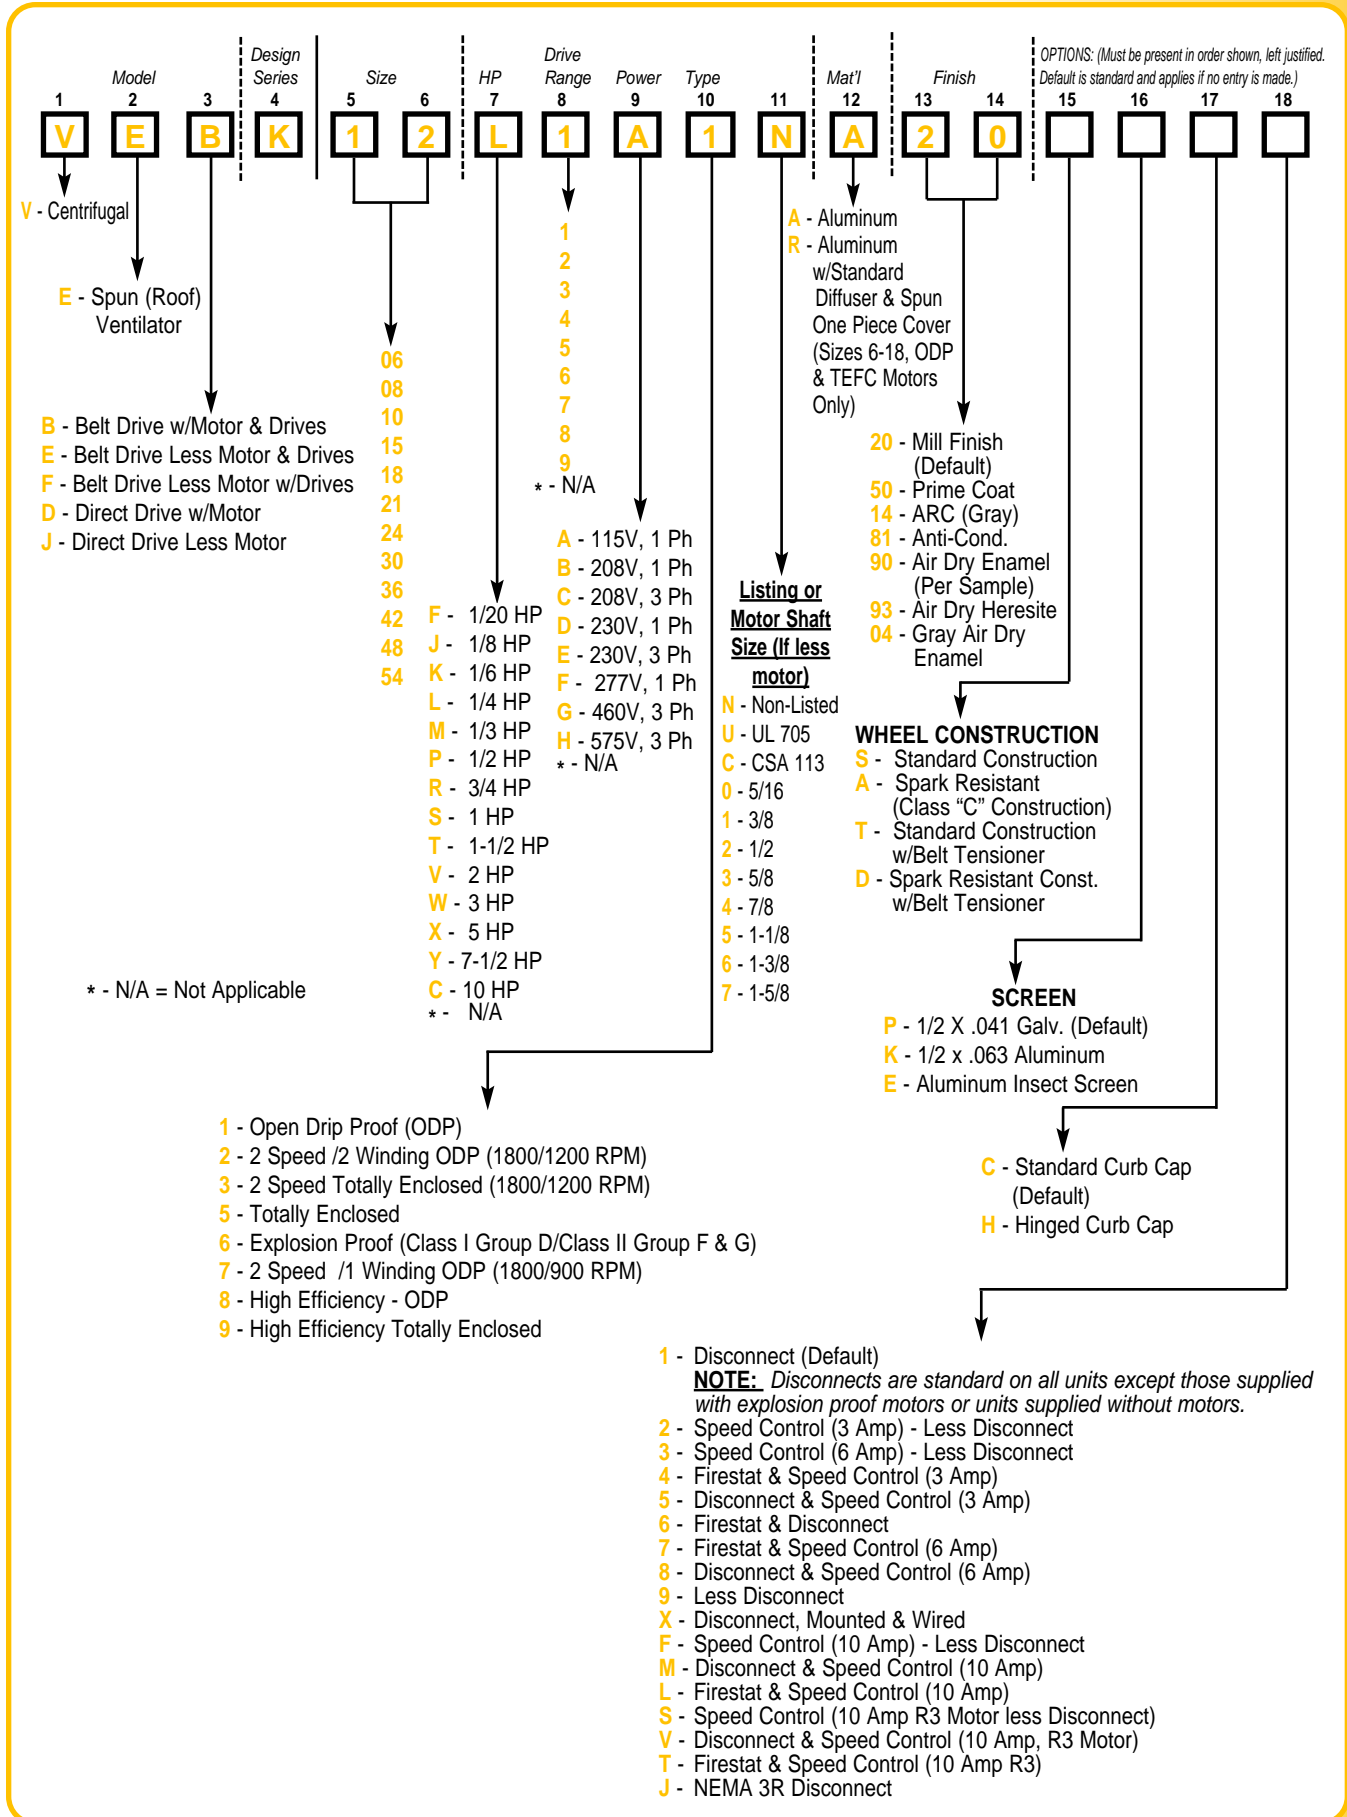 OPTIONS: (Must be present in order shown, left justified.
Default is standard and applies if no entry is made.)
Model
Design
Series
Size
HP
Drive
Range
Power
Type
Mat'l
Finish
1 2 3 4 5 6 7 8 9 10 11 12 13 14 15 16 17 18
V E B K 1 2 L 1 A 1 N A 2 0
V - Centrifugal
E - Spun (Roof)
Ventilator
B - Belt Drive w/Motor & Drives
E - Belt Drive Less Motor & Drives
F - Belt Drive Less Motor w/Drives
D - Direct Drive w/Motor
J - Direct Drive Less Motor
06
08
10
15
18
21
24
30
36
42
48
54
F - 1/20 HP
J - 1/8 HP
K - 1/6 HP
L - 1/4 HP
M - 1/3 HP
P - 1/2 HP
R - 3/4 HP
S - 1 HP
T - 1-1/2 HP
V - 2 HP
W - 3 HP
X - 5 HP
Y - 7-1/2 HP
C - 10 HP
* - N/A
1
2
3
4
5
6
7
8
9
* - N/A
A - 115V, 1 Ph
B - 208V, 1 Ph
C - 208V, 3 Ph
D - 230V, 1 Ph
E - 230V, 3 Ph
F - 277V, 1 Ph
G - 460V, 3 Ph
H - 575V, 3 Ph
* - N/A
Listing or
Motor Shaft
Size (If less
motor)
N - Non-Listed
U - UL 705
C - CSA 113
0 - 5/16
1 - 3/8
2 - 1/2
3 - 5/8
4 - 7/8
5 - 1-1/8
6 - 1-3/8
7 - 1-5/8
A - Aluminum
R - Aluminum
w/Standard
Diffuser & Spun
One Piece Cover
(Sizes 6-18, ODP
& TEFC Motors
Only)
20 - Mill Finish
(Default)
50 - Prime Coat
14 - ARC (Gray)
81 - Anti-Cond.
90 - Air Dry Enamel
(Per Sample)
93 - Air Dry Heresite
04 - Gray Air Dry
Enamel
WHEEL CONSTRUCTION
S - Standard Construction
A - Spark Resistant
(Class “C” Construction)
T - Standard Construction
w/Belt Tensioner
D - Spark Resistant Const.
w/Belt Tensioner
* - N/A = Not Applicable
SCREEN
P - 1/2 X .041 Galv. (Default)
K - 1/2 x .063 Aluminum
E - Aluminum Insect Screen
1 - Open Drip Proof (ODP)
2 - 2 Speed /2 Winding ODP (1800/1200 RPM)
3 - 2 Speed Totally Enclosed (1800/1200 RPM)
5 - Totally Enclosed
6 - Explosion Proof (Class I Group D/Class II Group F & G)
7 - 2 Speed /1 Winding ODP (1800/900 RPM)
8 - High Efficiency - ODP
9 - High Efficiency Totally Enclosed
C - Standard Curb Cap
(Default)
H - Hinged Curb Cap
1 - Disconnect (Default)
NOTE: Disconnects are standard on all units except those supplied
with explosion proof motors or units supplied without motors.
2 - Speed Control (3 Amp) - Less Disconnect
3 - Speed Control (6 Amp) - Less Disconnect
4 - Firestat & Speed Control (3 Amp)
5 - Disconnect & Speed Control (3 Amp)
6 - Firestat & Disconnect
7 - Firestat & Speed Control (6 Amp)
8 - Disconnect & Speed Control (6 Amp)
9 - Less Disconnect
X - Disconnect, Mounted & Wired
F - Speed Control (10 Amp) - Less Disconnect
M - Disconnect & Speed Control (10 Amp)
L - Firestat & Speed Control (10 Amp)
S - Speed Control (10 Amp R3 Motor less Disconnect)
V - Disconnect & Speed Control (10 Amp, R3 Motor)
T - Firestat & Speed Control (10 Amp R3)
J - NEMA 3R Disconnect